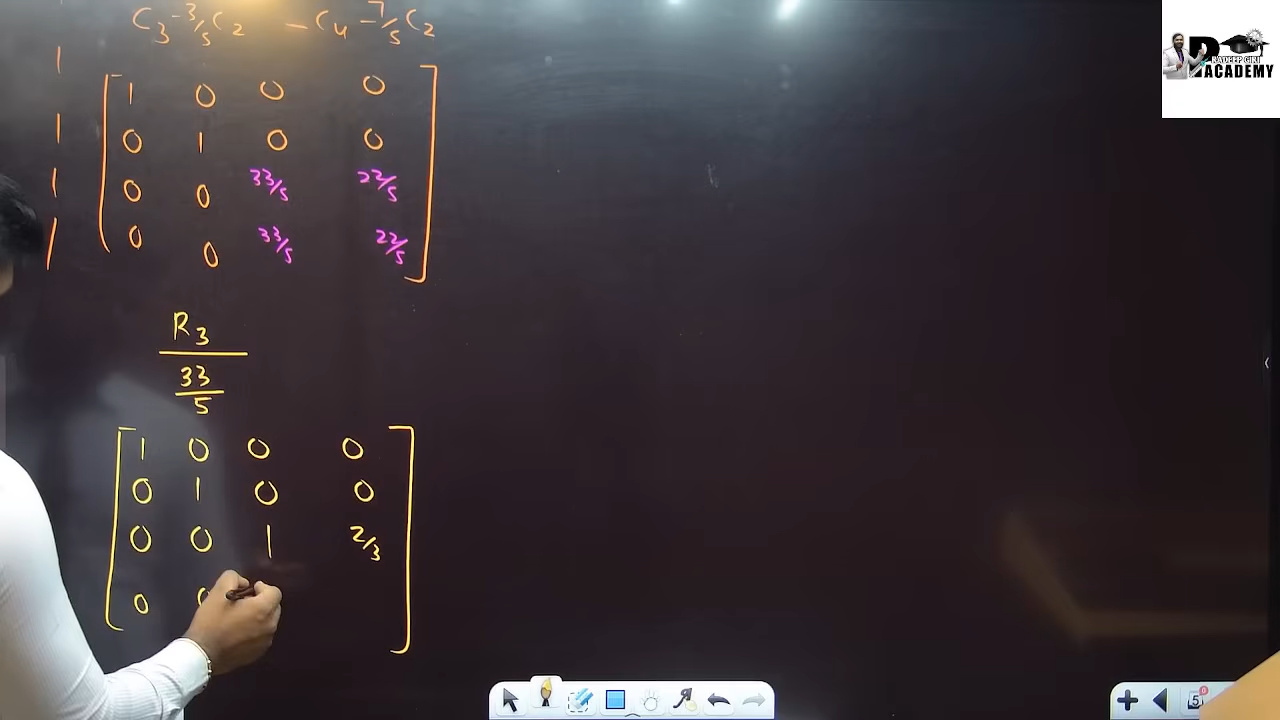 C3 - 3/5 C2 - C4 - 7/5 C2
1 0 0 0
0 1 0 0
0 0 33/5 22/5
0 0 33/5 22/5
R3
33
5
1 0 0 0
0 1 0 0
0 0 1 2/3
0
ACADEMY
5